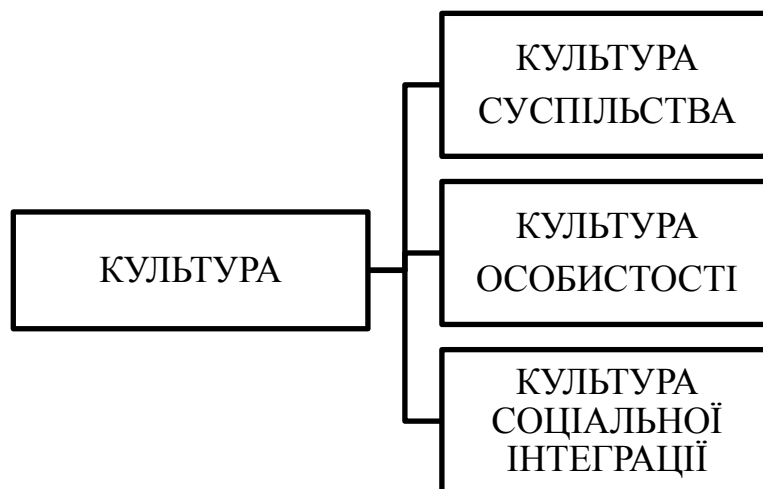 КУЛЬТУРА
КУЛЬТУРА
СУСПІЛЬСТВА
КУЛЬТУРА
ОСОБИСТОСТІ
КУЛЬТУРА
СОЦІАЛЬНОЇ
ІНТЕГРАЦІЇ